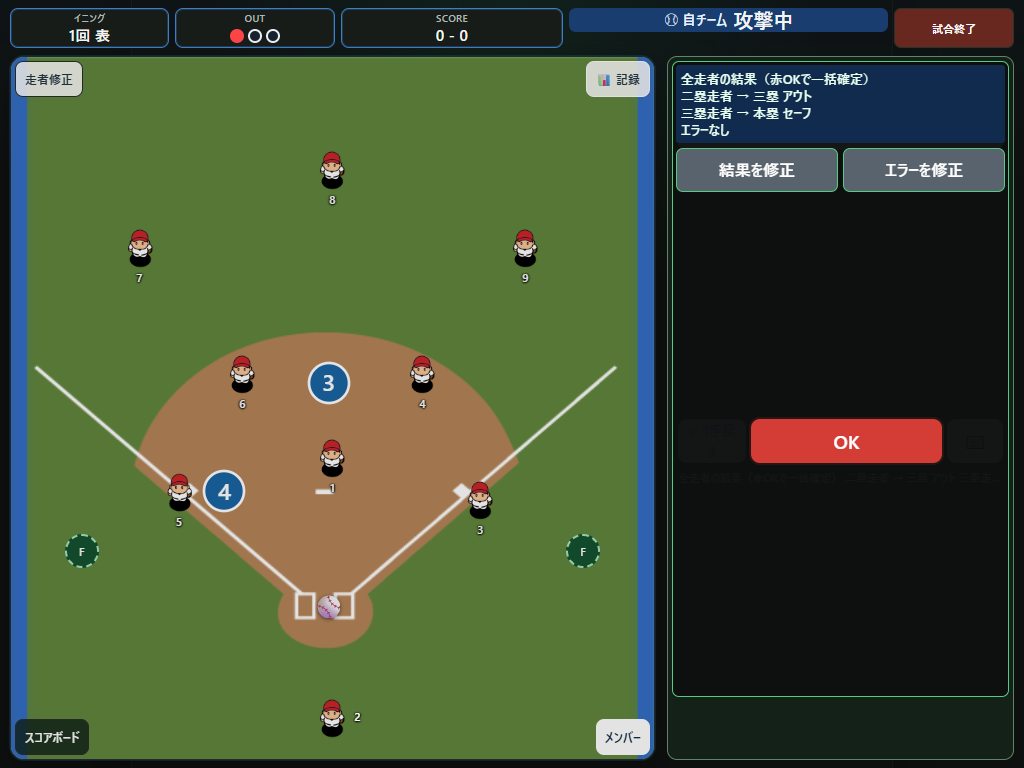 イニング
1回 表
OUT
SCORE
0 - 0
自チーム 攻撃中
試合終了
走者修正
記録
8
7
9
6
3
4
1
5
4
3
F
F
2
スコアボード
メンバー
全走者の結果（赤OKで一括確定）
二塁走者 → 三塁 アウト
三塁走者 → 本塁 セーフ
エラーなし
結果を修正
エラーを修正
OK